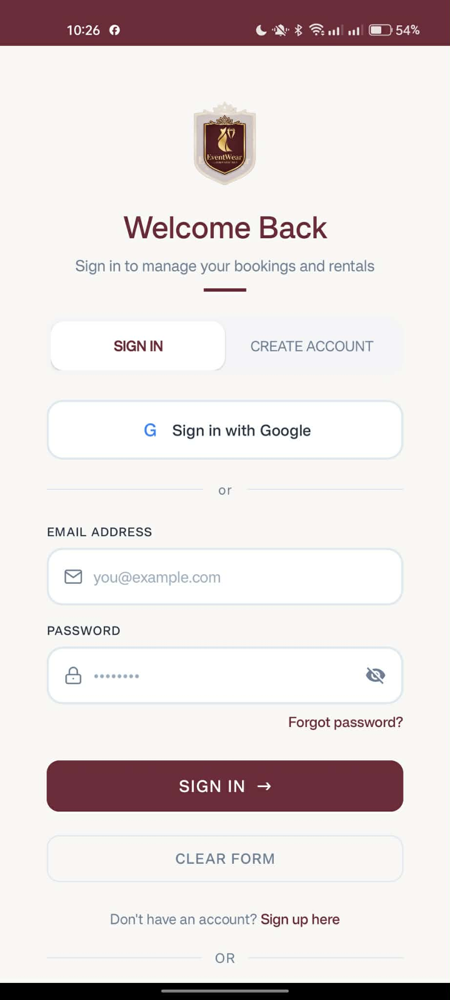 10:26
54%
EventWear
Welcome Back
Sign in to manage your bookings and rentals
SIGN IN
CREATE ACCOUNT
G Sign in with Google
or
EMAIL ADDRESS
you@example.com
PASSWORD
••••••••
Forgot password?
SIGN IN →
CLEAR FORM
Don't have an account? Sign up here
OR